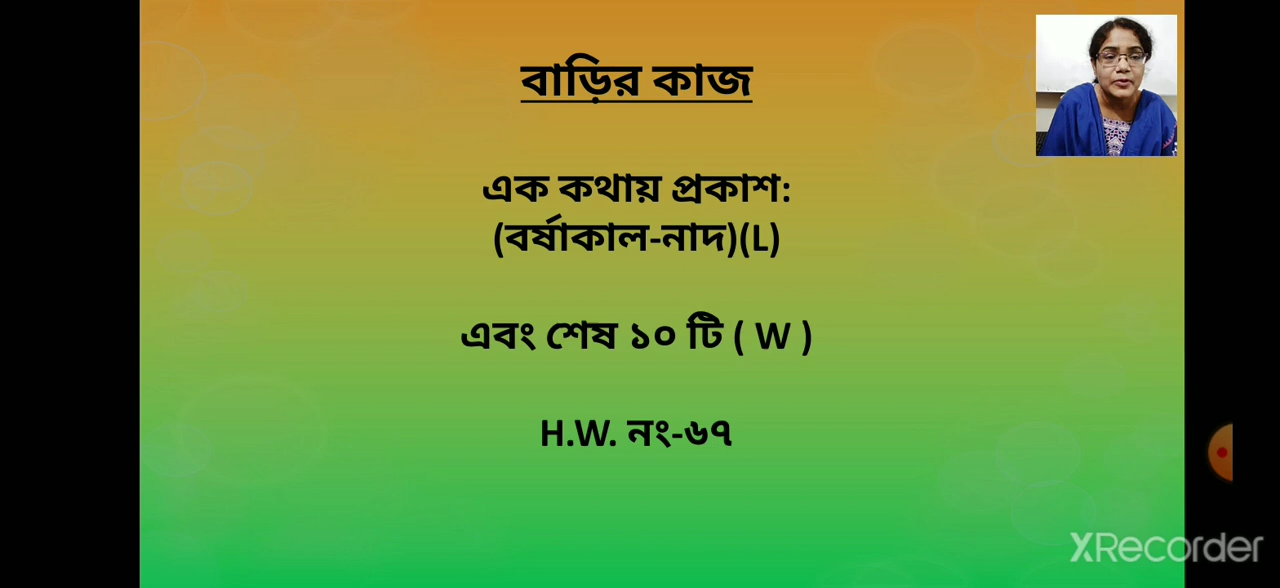 বাড়ির কাজ
এক কথায় প্রকাশ:
(বর্ষাকাল-নাদ)(L)
এবং শেষ ১০ টি ( W )
H.W. নং-৬৭
XRecorder